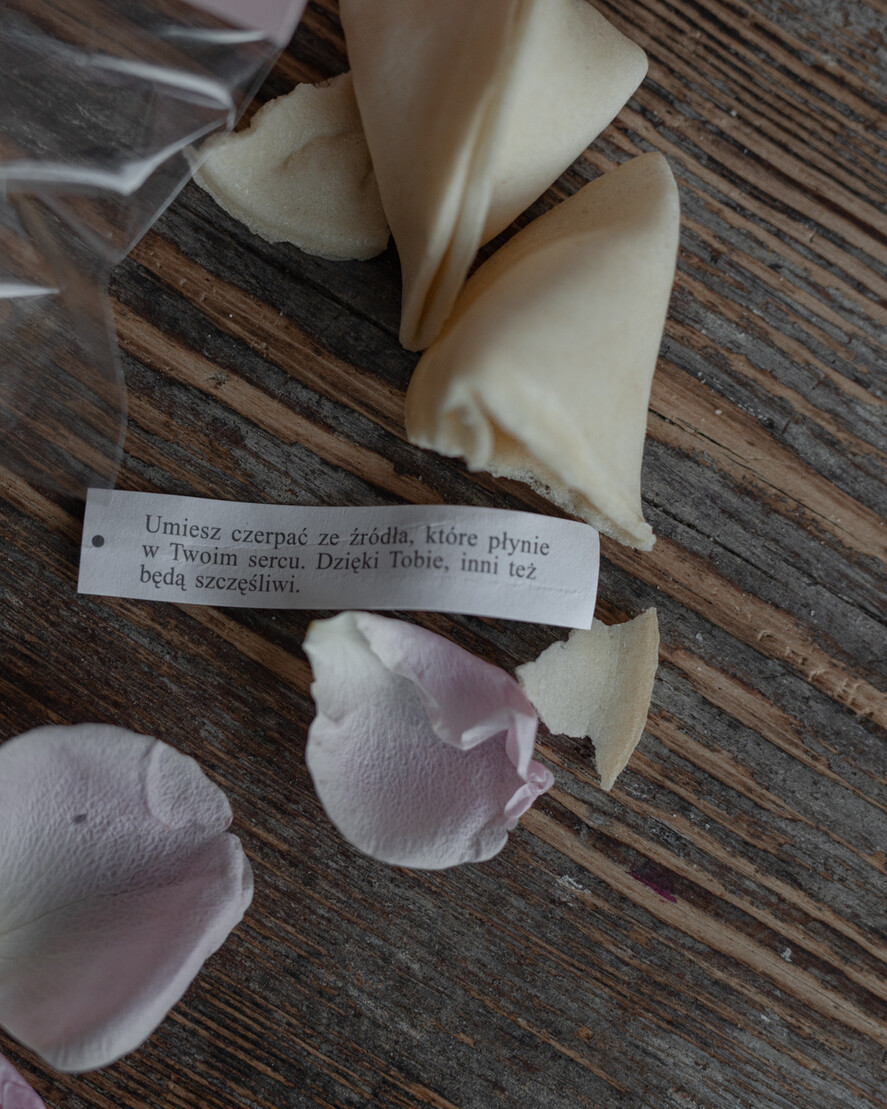 Umiesz czerpać ze źródła, które płynie
w Twoim sercu. Dzięki Tobie, inni też
będą szczęśliwi.